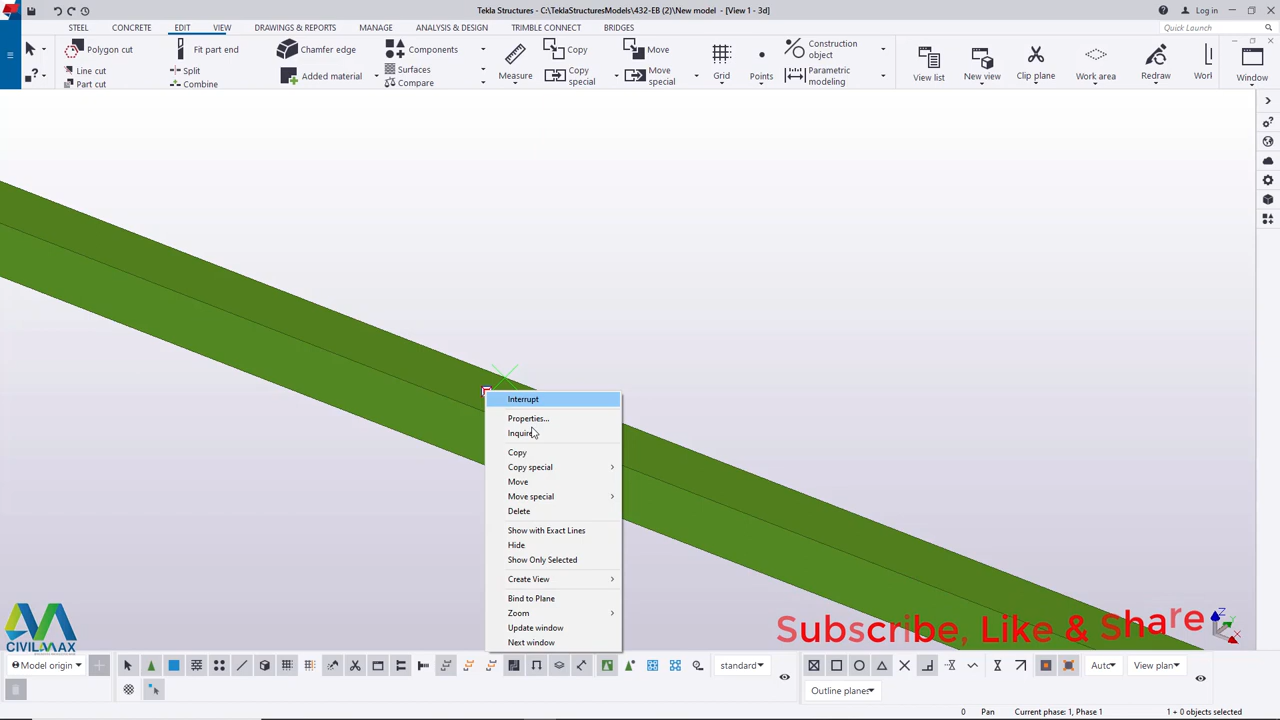 Tekla Structures - C:\TeklaStructuresModels\432-EB (2)\New model - [View 1 - 3d]
Log in
STEEL CONCRETE EDIT VIEW DRAWINGS & REPORTS MANAGE ANALYSIS & DESIGN TRIMBLE CONNECT BRIDGES
Quick Launch
Polygon cut
Line cut
Part cut
Fit part end
Split
Combine
Chamfer edge
Added material
Components
Surfaces
Compare
Measure
Copy
Copy special
Move
Move special
Grid
Points
Construction object
Parametric modeling
View list
New view
Clip plane
Work area
Redraw
Worl
Window
Interrupt
Properties...
Inquire
Copy
Copy special
Move
Move special
Delete
Show with Exact Lines
Hide
Show Only Selected
Create View
Bind to Plane
Zoom
Update window
Next window
CIVILMAX
Subscribe, Like & Share
Model origin
standard
Auto
View plan
Outline planes
0 Pan Current phase: 1, Phase 1 1 + 0 objects selected